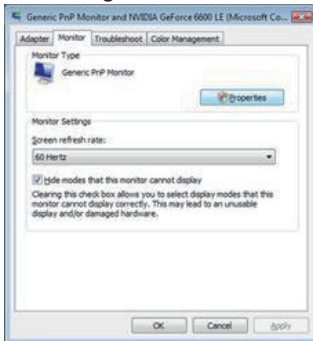 Generic PnP Monitor and NVIDIA GeForce 6600 LE (Microsoft Co...
Adapter Monitor Troubleshoot Color Management
Monitor Type
Generic PnP Monitor
Properties
Monitor Settings
Screen refresh rate:
60 Hertz
Hide modes that this monitor cannot display
Clearing this check box allows you to select display modes that this
monitor cannot display correctly. This may lead to an unusable
display and/or damaged hardware.
OK Cancel Apply